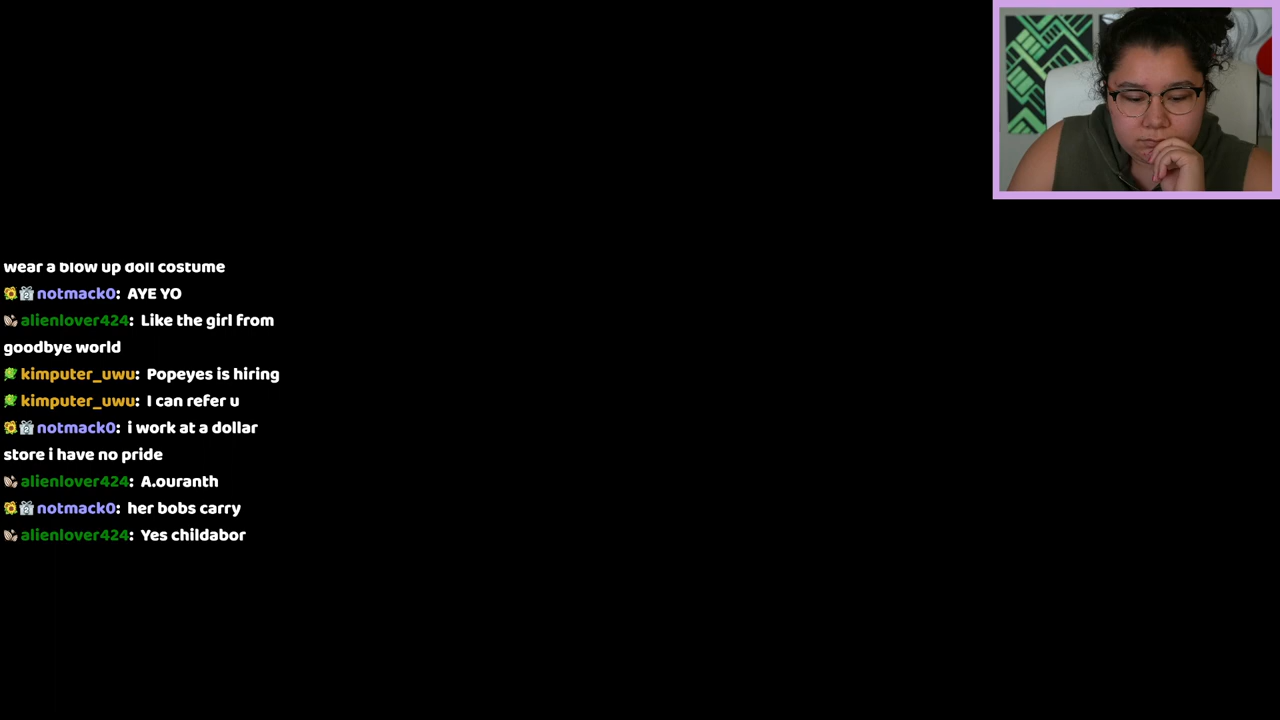 wear a blow up doll costume
notmack0: AYE YO
alienlover424: Like the girl from
goodbye world
kimputer_uwu: Popeyes is hiring
kimputer_uwu: I can refer u
notmack0: i work at a dollar
store i have no pride
alienlover424: A.ouranth
notmack0: her bobs carry
alienlover424: Yes childabor